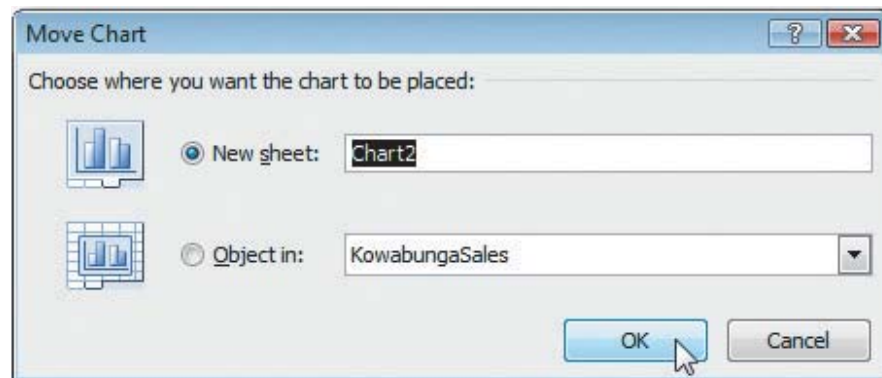 Move Chart
Choose where you want the chart to be placed:
New sheet: Chart2
Object in: KowabungaSales
OK Cancel